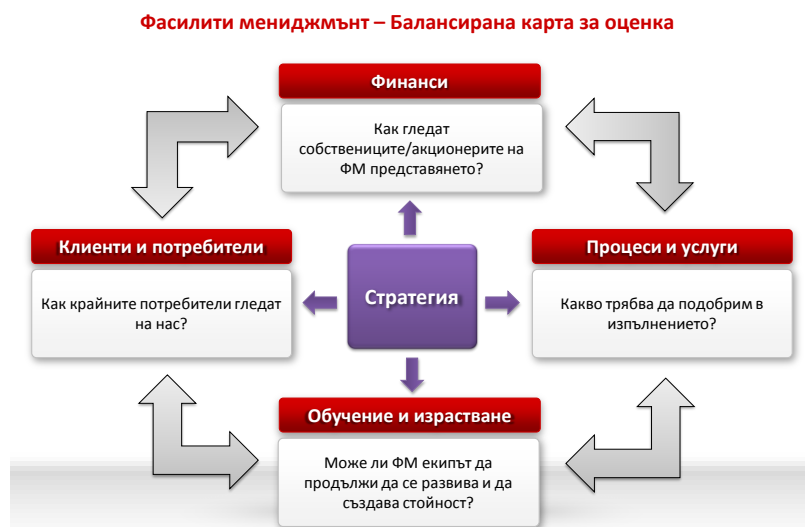 Фасилити мениджмънт – Балансирана карта за оценка
Финанси
Как гледат
собствениците/акционерите на
ФМ представянето?
Клиенти и потребители
Как крайните потребители гледат
на нас?
Стратегия
Процеси и услуги
Какво трябва да подобрим в
изпълнението?
Обучение и израстване
Може ли ФМ екипът да
продължи да се развива и да
създава стойност?